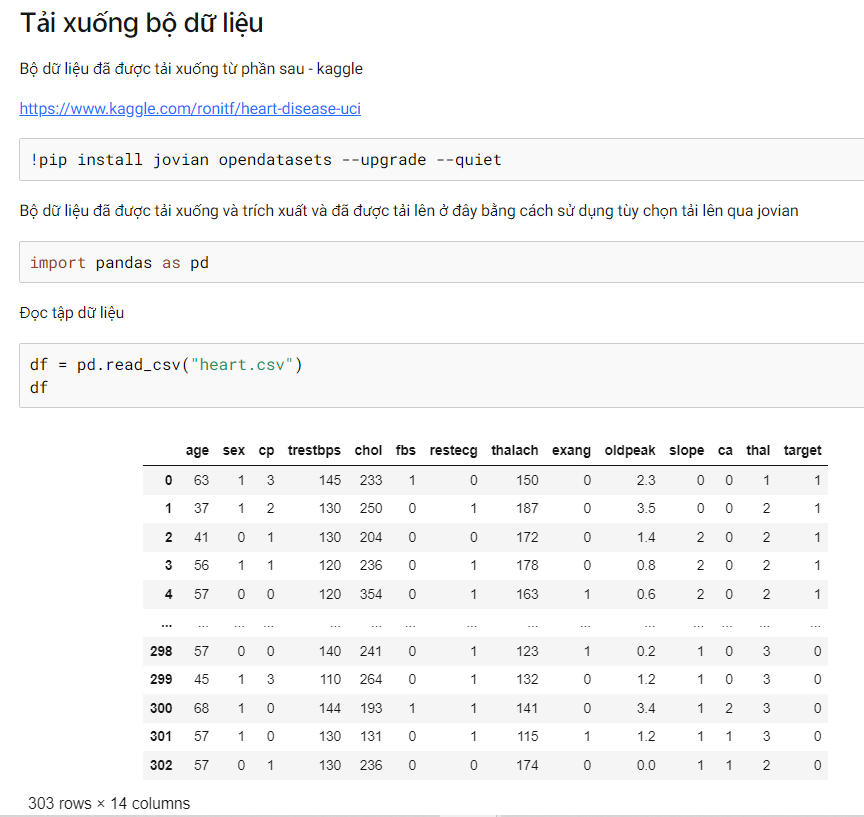 Tải xuống bộ dữ liệu
Bộ dữ liệu đã được tải xuống từ phần sau - kaggle
https://www.kaggle.com/ronitf/heart-disease-uci
!pip install jovian opendatasets --upgrade --quiet
Bộ dữ liệu đã được tải xuống và trích xuất và đã được tải lên ở đây bằng cách sử dụng tùy chọn tải lên qua jovian
import pandas as pd
Đọc tập dữ liệu
df = pd.read_csv("heart.csv")
df
age sex cp trestbps chol fbs restecg thalach exang oldpeak slope ca thal target
0 63 1 3 145 233 1 0 150 0 2.3 0 0 1 1
1 37 1 2 130 250 0 1 187 0 3.5 0 0 2 1
2 41 0 1 130 204 0 0 172 0 1.4 2 0 2 1
3 56 1 1 120 236 0 1 178 0 0.8 2 0 2 1
4 57 0 0 120 354 0 1 163 1 0.6 2 0 2 1
... ... ... ... ... ... ... ... ... ... ... ... ... ... ...
298 57 0 0 140 241 0 1 123 1 0.2 1 0 3 0
299 45 1 3 110 264 0 1 132 0 1.2 1 0 3 0
300 68 1 0 144 193 1 1 141 0 3.4 1 2 3 0
301 57 1 0 130 131 0 1 115 1 1.2 1 1 3 0
302 57 0 1 130 236 0 0 174 0 0.0 1 1 2 0
303 rows × 14 columns